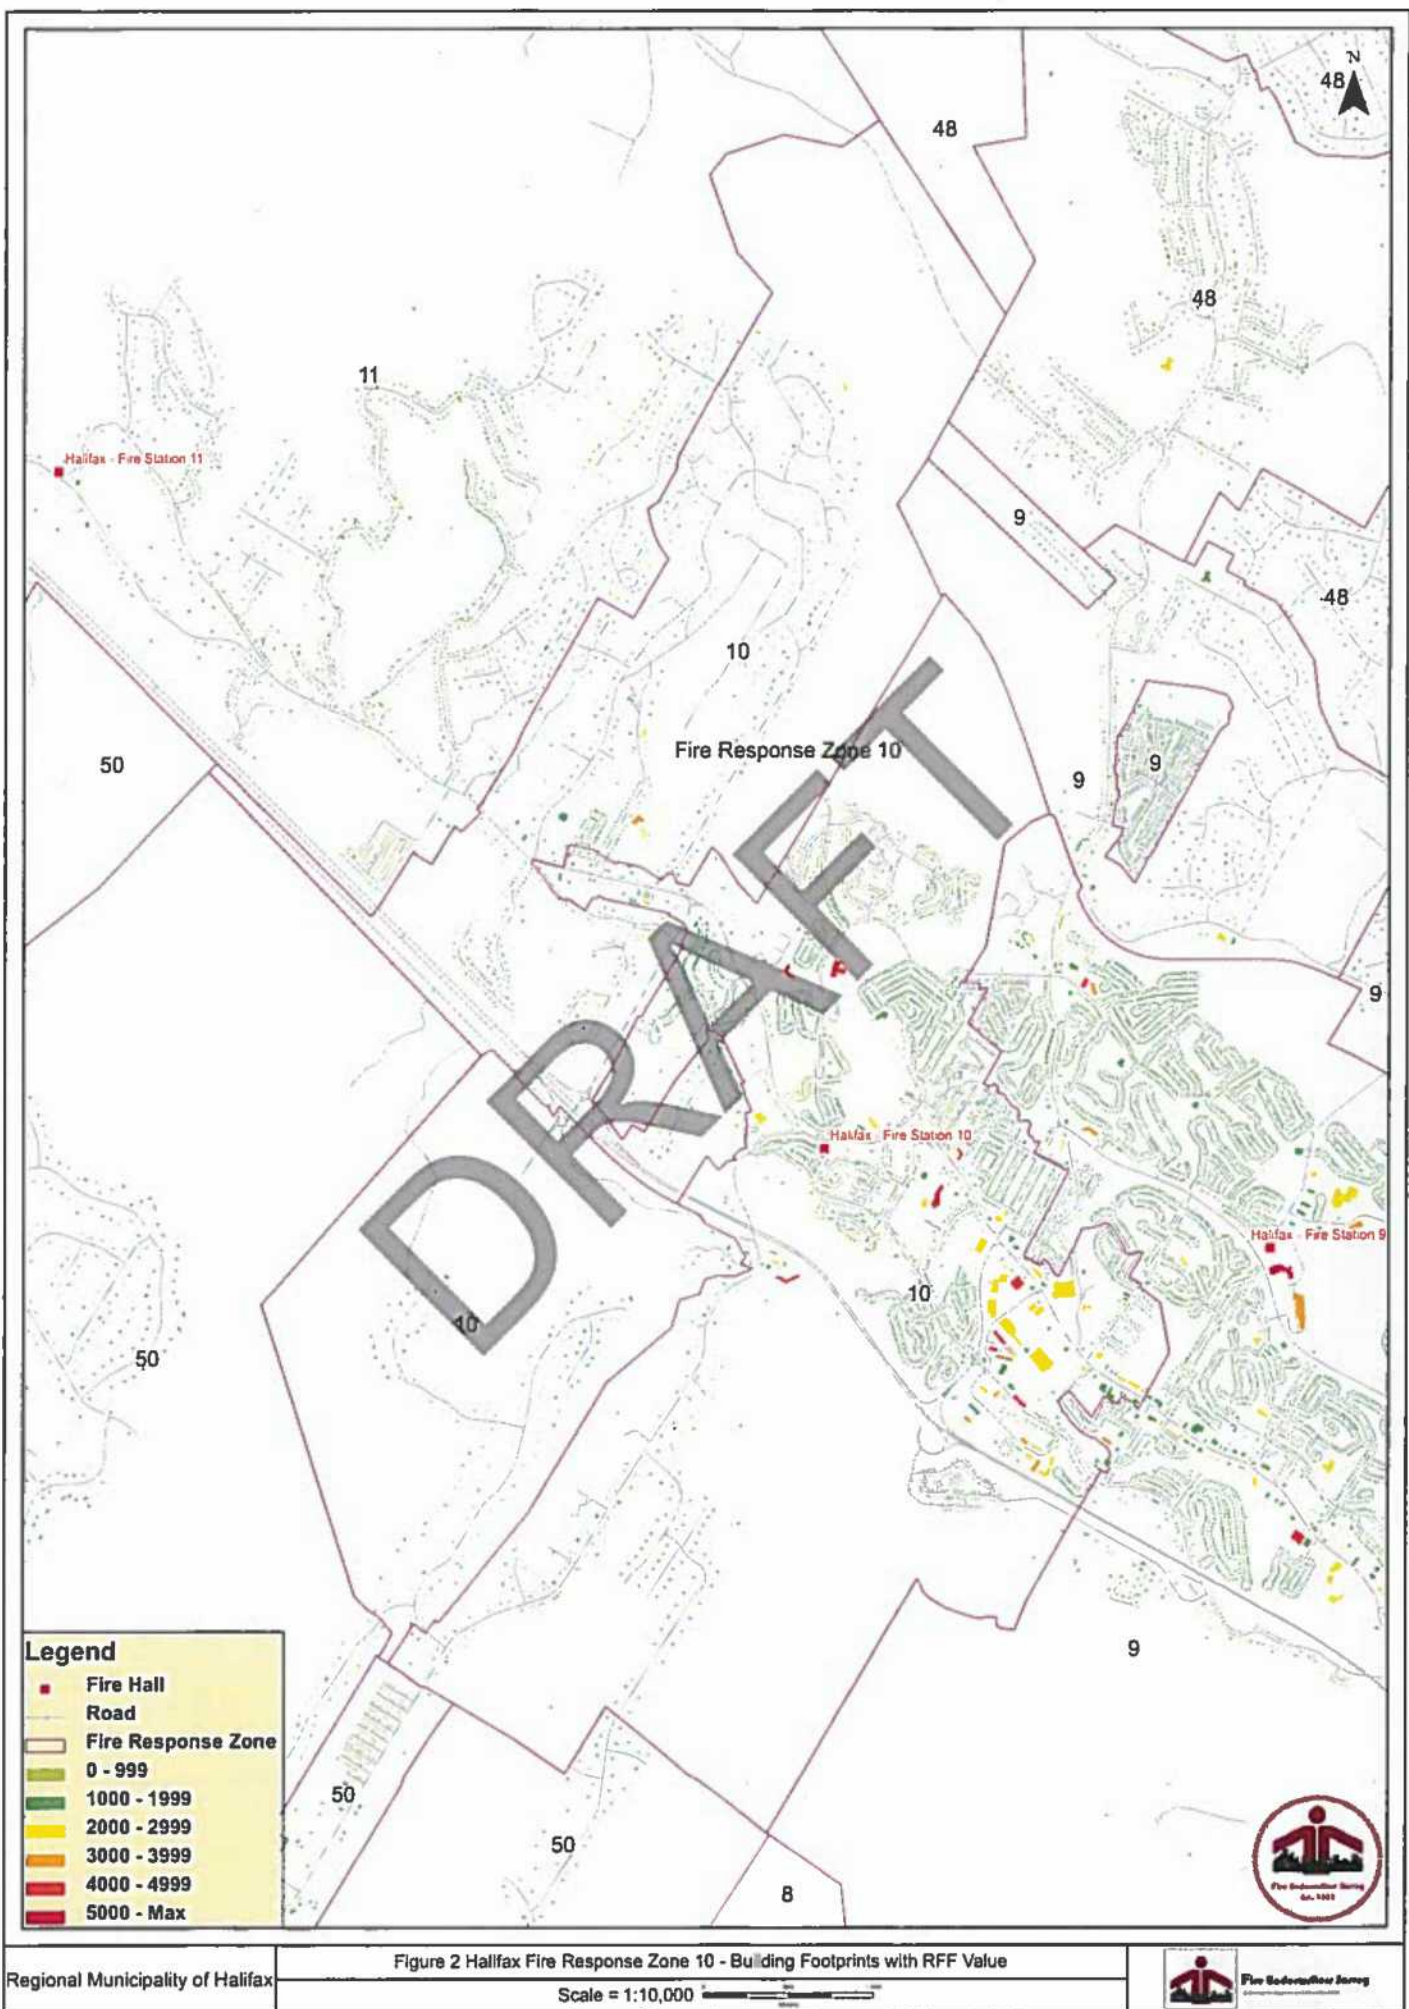 N
48
48
48
11
Halifax - Fire Station 11
9
48
10
Fire Response Zone 10
50
9
9
9
Halifax - Fire Station 10
Halifax - Fire Station 9
10
10
50
DRAFT
9
50
50
8
Legend
Fire Hall
Road
Fire Response Zone
0 - 999
1000 - 1999
2000 - 2999
3000 - 3999
4000 - 4999
5000 - Max
Regional Municipality of Halifax
Figure 2 Halifax Fire Response Zone 10 - Building Footprints with RFF Value
Scale = 1:10,000